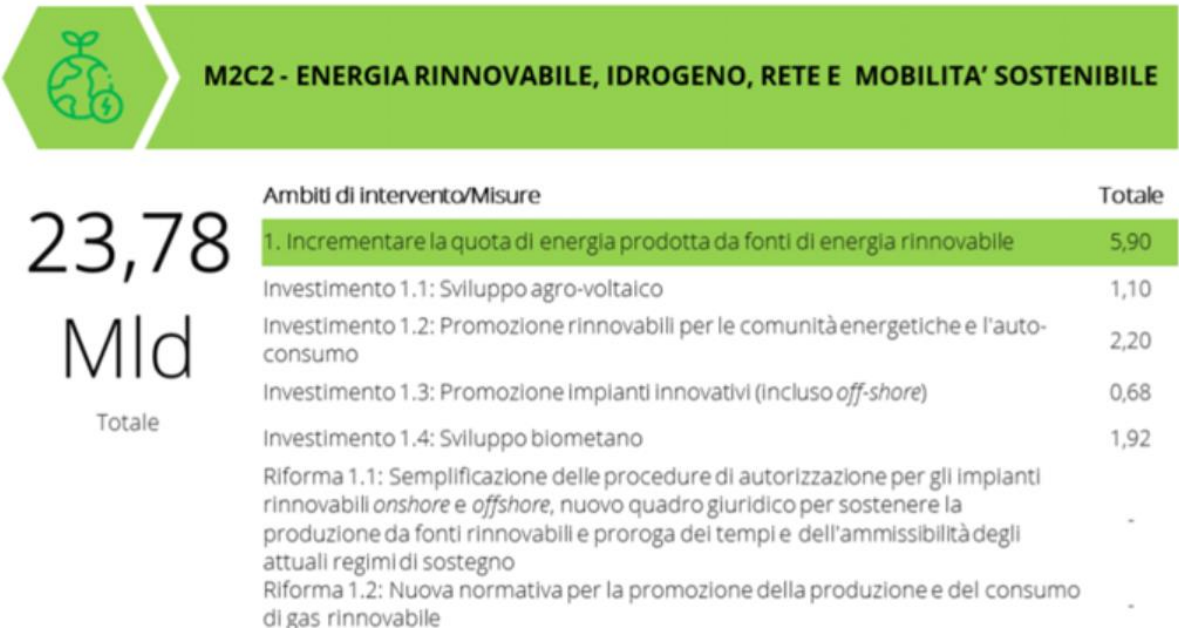 M2C2 - ENERGIA RINNOVABILE, IDROGENO, RETE E MOBILITA’ SOSTENIBILE
23,78
Mld
Totale
Ambiti di intervento/Misure Totale
1. Incrementare la quota di energia prodotta da fonti di energia rinnovabile 5,90
Investimento 1.1: Sviluppo agro-voltaico 1,10
Investimento 1.2: Promozione rinnovabili per le comunità energetiche e l'auto-
consumo 2,20
Investimento 1.3: Promozione impianti innovativi (incluso off-shore) 0,68
Investimento 1.4: Sviluppo biometano 1,92
Riforma 1.1: Semplificazione delle procedure di autorizzazione per gli impianti
rinnovabili onshore e offshore, nuovo quadro giuridico per sostenere la
produzione da fonti rinnovabili e proroga dei tempi e dell'ammissibilità degli
attuali regimi di sostegno -
Riforma 1.2: Nuova normativa per la promozione della produzione e del consumo
di gas rinnovabile -